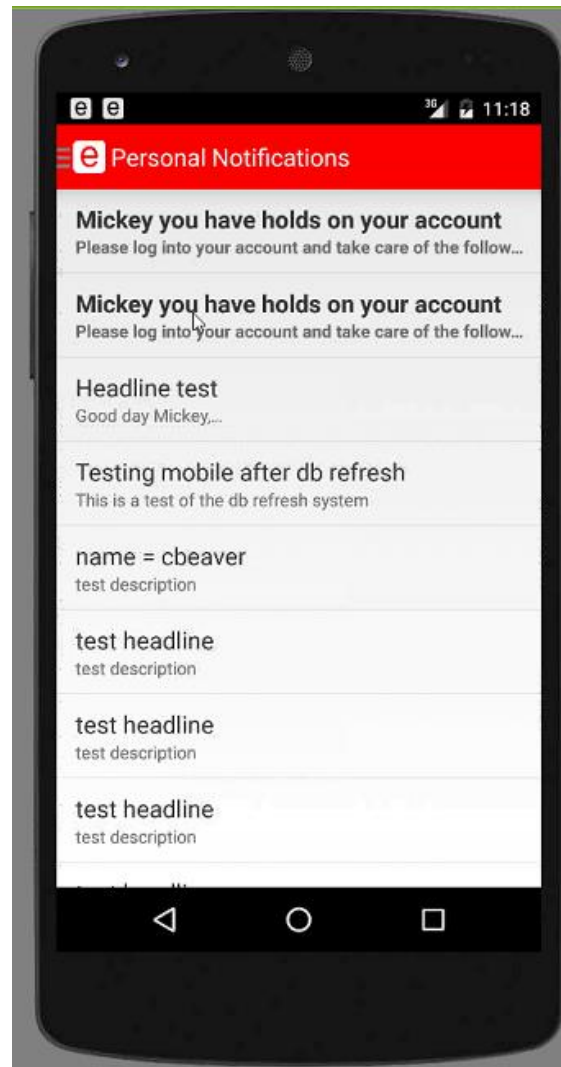 e e 3G 11:18
e Personal Notifications
Mickey you have holds on your account
Please log into your account and take care of the follow...
Mickey you have holds on your account
Please log into your account and take care of the follow...
Headline test
Good day Mickey,...
Testing mobile after db refresh
This is a test of the db refresh system
name = cbeaver
test description
test headline
test description
test headline
test description
test headline
test description